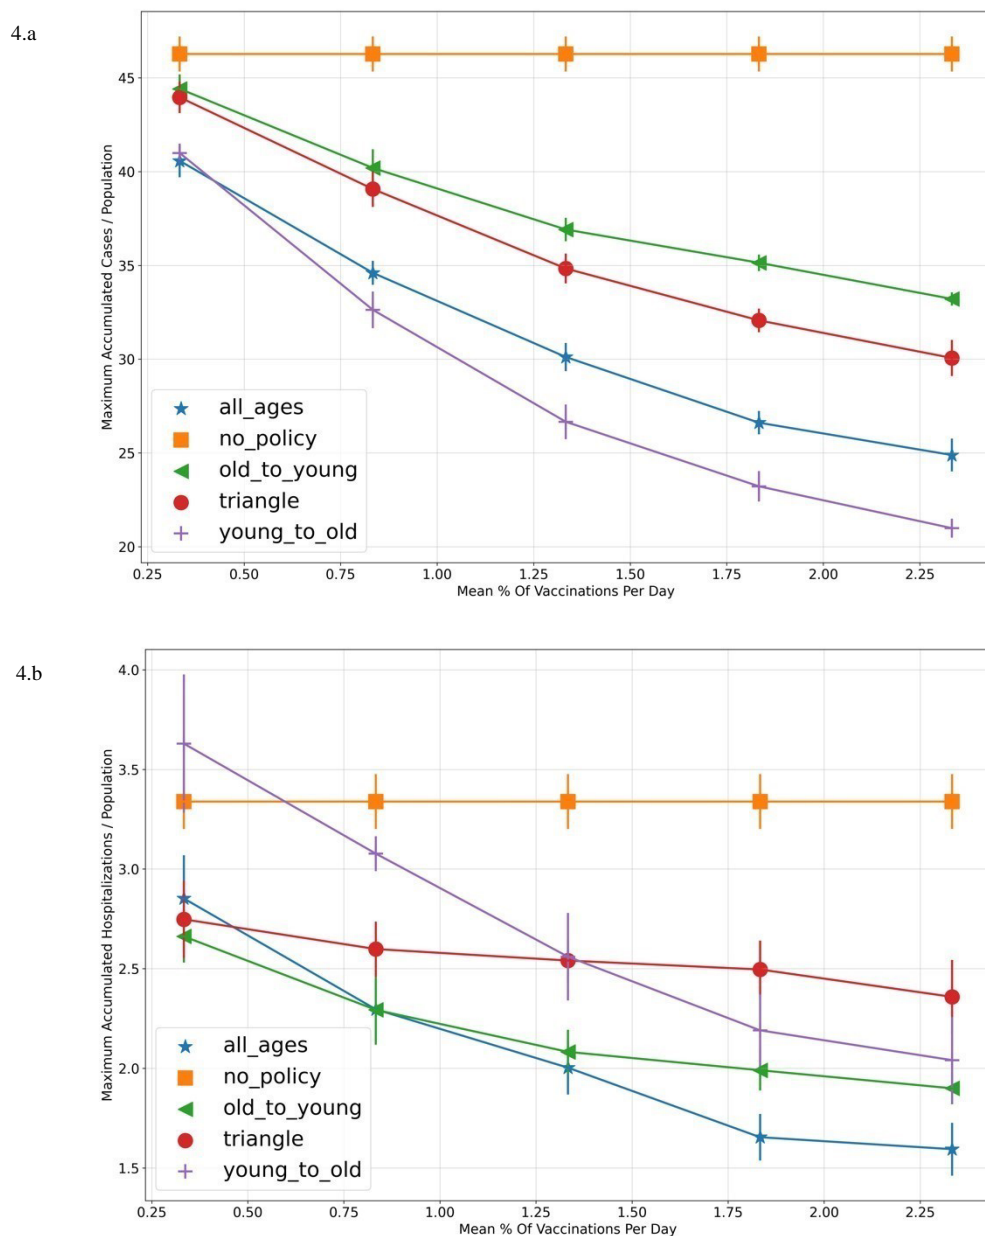 4.a
Maximum Accumulated Cases / Population
45
40
35
30
25
20
all_ages
no_policy
old_to_young
triangle
young_to_old
0.25 0.50 0.75 1.00 1.25 1.50 1.75 2.00 2.25
Mean % Of Vaccinations Per Day
4.b
Maximum Accumulated Hospitalizations / Population
4.0
3.5
3.0
2.5
2.0
1.5
all_ages
no_policy
old_to_young
triangle
young_to_old
0.25 0.50 0.75 1.00 1.25 1.50 1.75 2.00 2.25
Mean % Of Vaccinations Per Day